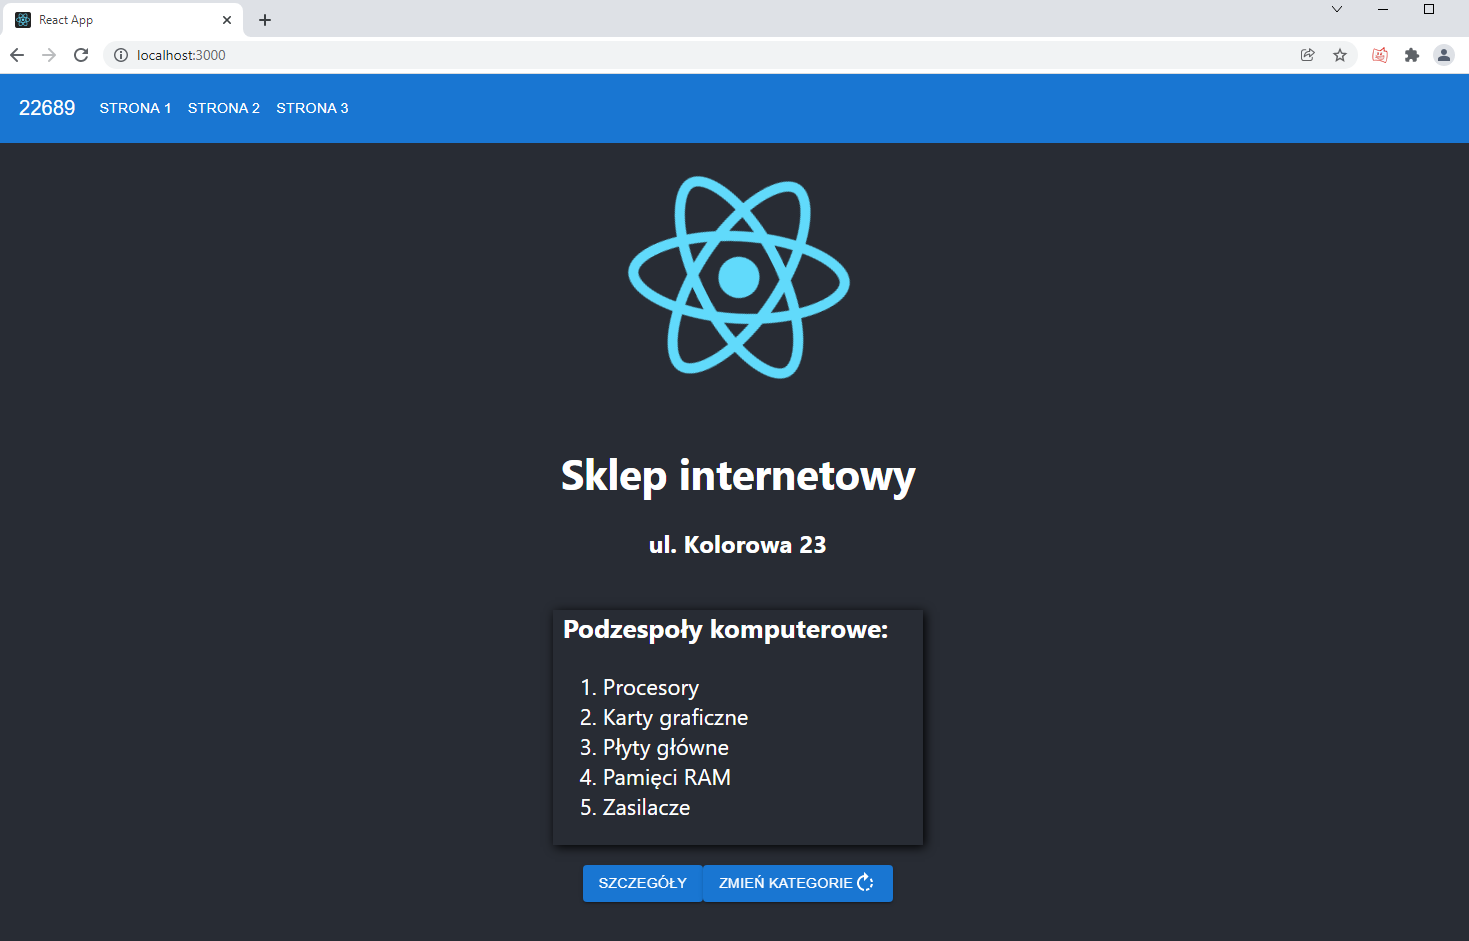 React App
localhost:3000
22689 STRONA 1 STRONA 2 STRONA 3
Sklep internetowy
ul. Kolorowa 23
Podzespoły komputerowe:
1. Procesory
2. Karty graficzne
3. Płyty główne
4. Pamięci RAM
5. Zasilacze
SZCZEGÓŁY ZMIEŃ KATEGORIE